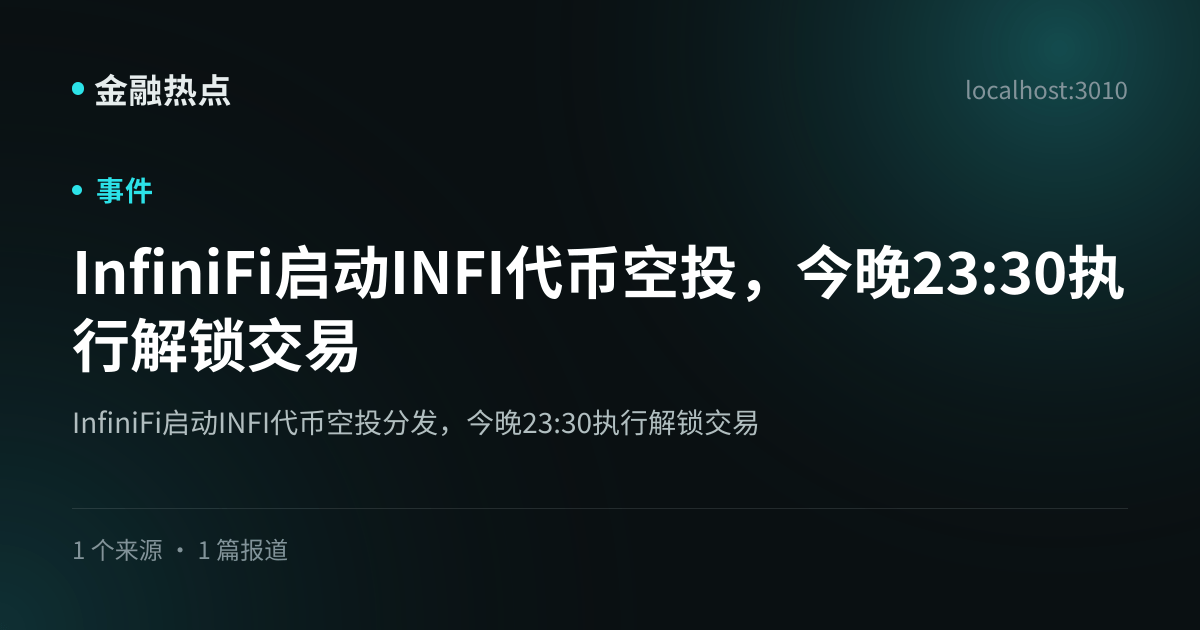 金融热点
localhost:3010
事件
InfiniFi启动INFI代币空投，今晚23:30执
行解锁交易
InfiniFi启动INFI代币空投分发，今晚23:30执行解锁交易
1 个来源 · 1 篇报道